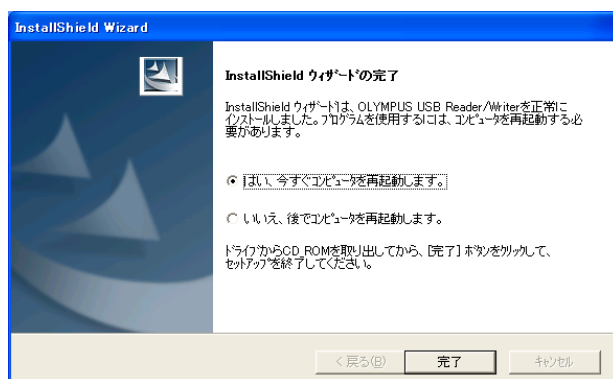 InstallShield Wizard
InstallShield ウィザードの完了
InstallShield ウィザードは、OLYMPUS USB Reader/Writerを正常に
インストールしました。プログラムを使用するには、コンピュータを再起動する必
要があります。
はい、今すぐコンピュータを再起動します。
いいえ、後でコンピュータを再起動します。
ドライブからCD ROMを取り出してから、[完了] ボタンをクリックして、
セットアップを終了してください。
< 戻る(B)
完了
キャンセル